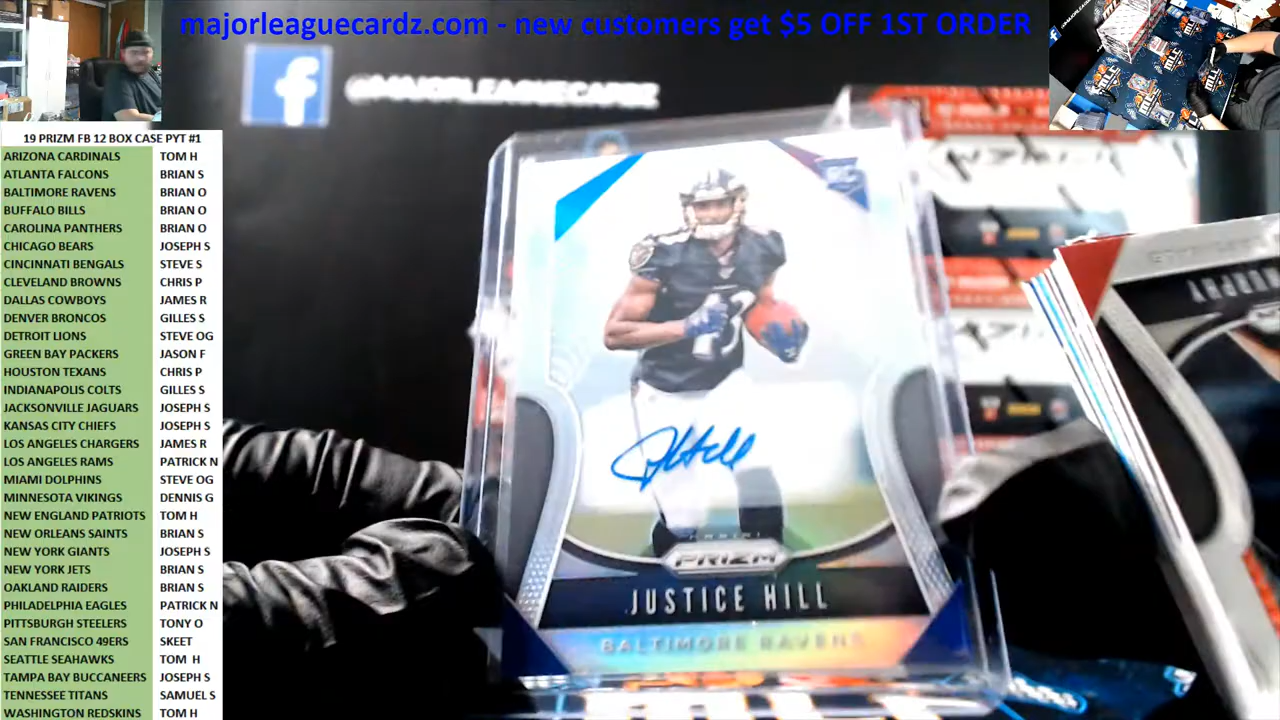 majorleaguecardz.com - new customers get $5 OFF 1ST ORDER
@MAJORLEAGUECARDZ
19 PRIZM FB 12 BOX CASE PYT #1
ARIZONA CARDINALS TOM H
ATLANTA FALCONS BRIAN S
BALTIMORE RAVENS BRIAN O
BUFFALO BILLS BRIAN O
CAROLINA PANTHERS BRIAN O
CHICAGO BEARS JOSEPH S
CINCINNATI BENGALS STEVE S
CLEVELAND BROWNS CHRIS P
DALLAS COWBOYS JAMES R
DENVER BRONCOS GILLES S
DETROIT LIONS STEVE OG
GREEN BAY PACKERS JASON F
HOUSTON TEXANS CHRIS P
INDIANAPOLIS COLTS GILLES S
JACKSONVILLE JAGUARS JOSEPH S
KANSAS CITY CHIEFS JOSEPH S
LOS ANGELES CHARGERS JAMES R
LOS ANGELES RAMS PATRICK N
MIAMI DOLPHINS STEVE OG
MINNESOTA VIKINGS DENNIS G
NEW ENGLAND PATRIOTS TOM H
NEW ORLEANS SAINTS BRIAN S
NEW YORK GIANTS JOSEPH S
NEW YORK JETS BRIAN S
OAKLAND RAIDERS BRIAN S
PHILADELPHIA EAGLES PATRICK N
PITTSBURGH STEELERS TONY O
SAN FRANCISCO 49ERS SKEET
SEATTLE SEAHAWKS TOM H
TAMPA BAY BUCCANEERS JOSEPH S
TENNESSEE TITANS SAMUEL S
WASHINGTON REDSKINS TOM H
RC
PANINI
PRIZM
JUSTICE HILL
BALTIMORE RAVENS